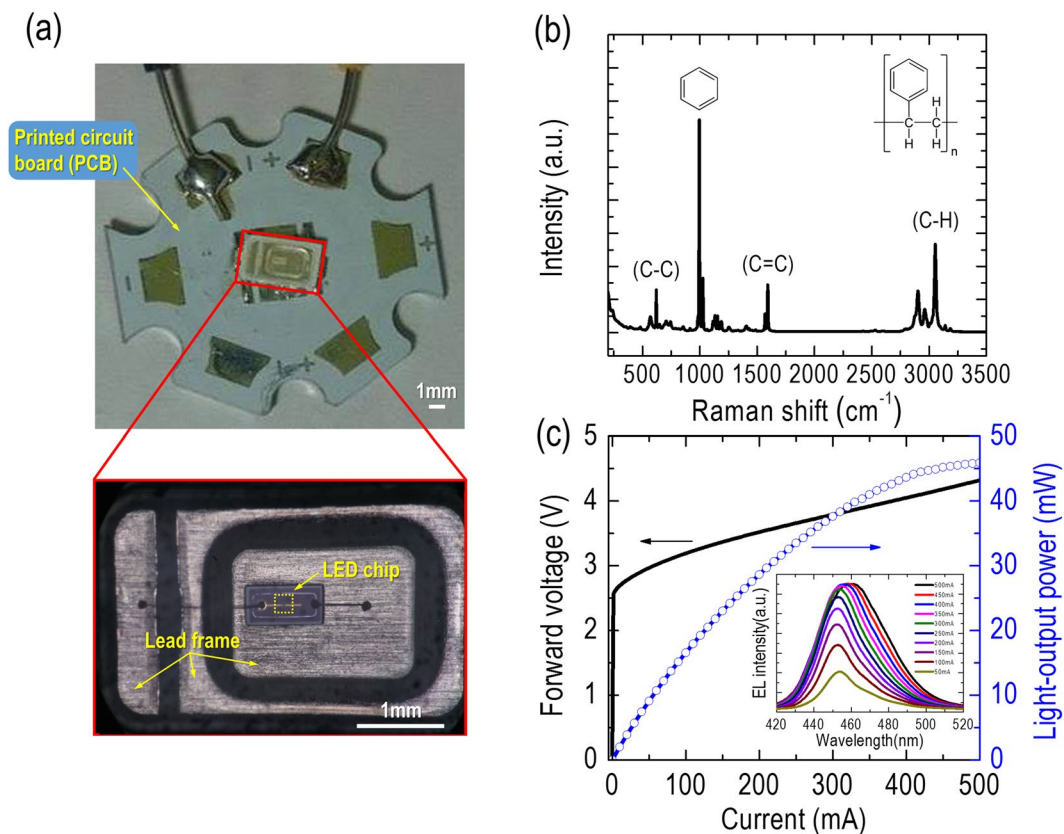 (a)
Printed circuit
board (PCB)
− +
+
−
+
1mm
LED chip
Lead frame
1mm
(b)
Intensity (a.u.)
(C-C)
(C=C)
(C-H)
H
C C
H H
n
500 1000 1500 2000 2500 3000 3500
Raman shift (cm⁻¹)
(c)
Forward voltage (V)
5
4
3
2
1
0
Light-output power (mW)
50
40
30
20
10
0
0 100 200 300 400 500
Current (mA)
EL intensity(a.u.)
500mA
450mA
400mA
350mA
300mA
250mA
200mA
150mA
100mA
50mA
420 440 460 480 500 520
Wavelength(nm)